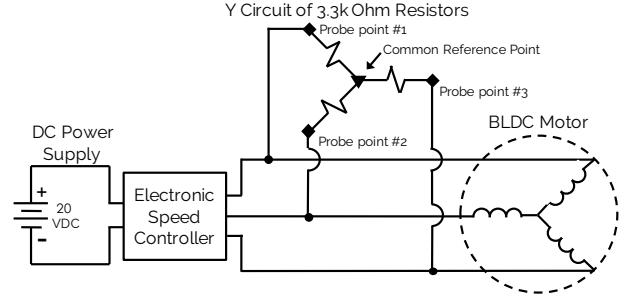 Y Circuit of 3.3k Ohm Resistors
Probe point #1
Common Reference Point
Probe point #3
Probe point #2
BLDC Motor
DC Power
Supply
+
20
VDC
-
Electronic
Speed
Controller